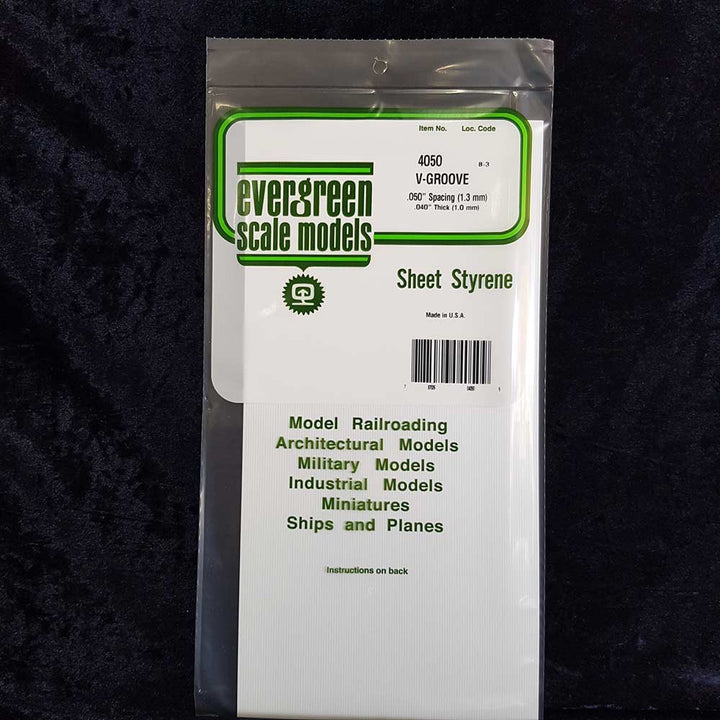 Item No. Loc. Code
4050 B-3
V-GROOVE
.050" Spacing (1.3 mm)
.040" Thick (1.0 mm)
evergreen
scale models
Sheet Styrene
Made in U.S.A.
Model Railroading
Architectural Models
Military Models
Industrial Models
Miniatures
Ships and Planes
Instructions on back